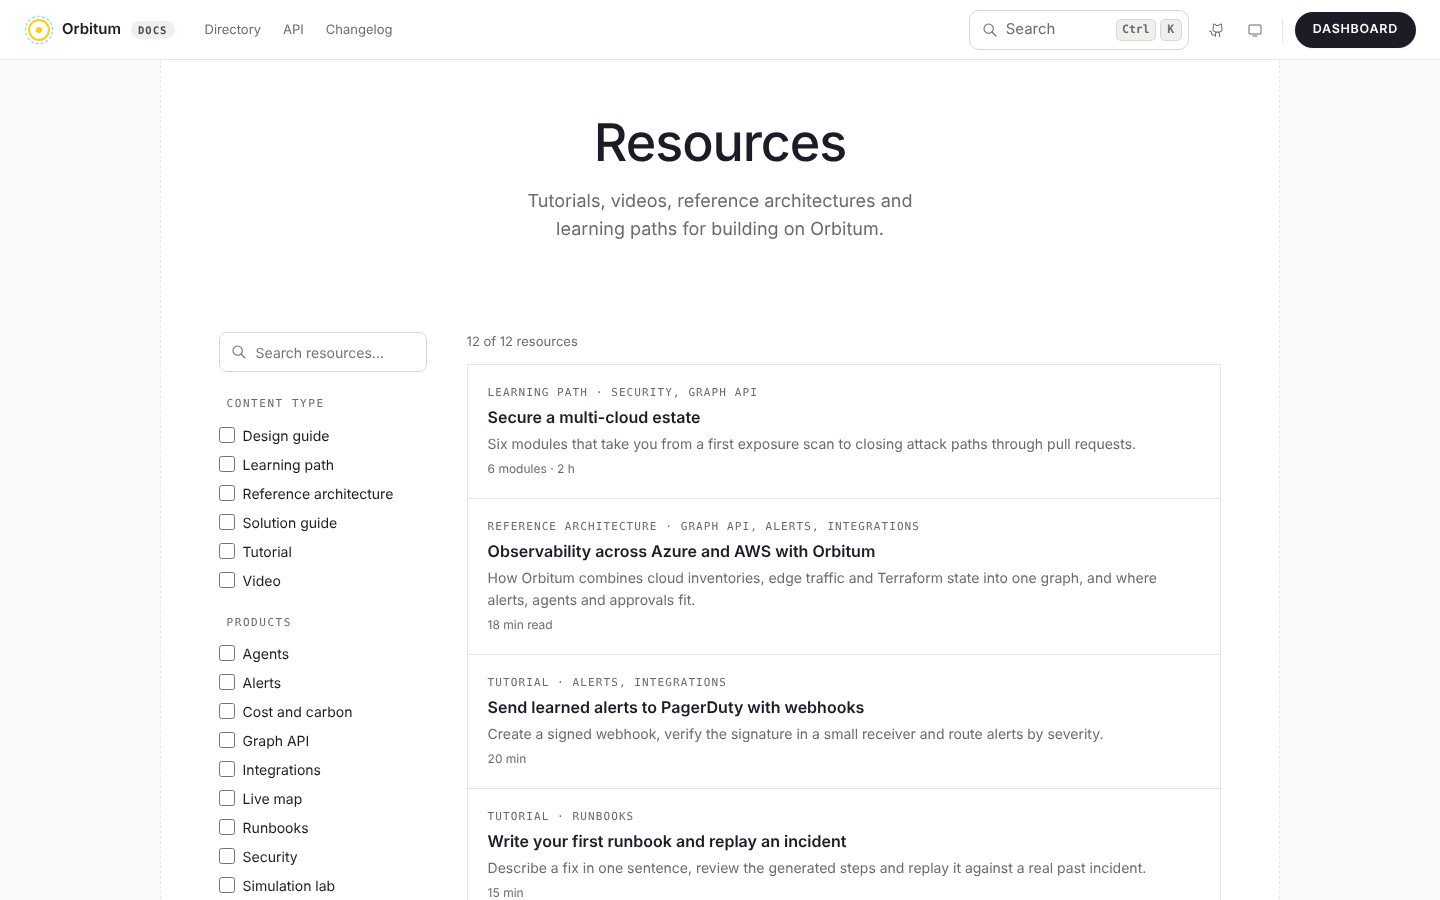 Orbitum DOCS Directory API Changelog Search Ctrl K DASHBOARD
Resources
Tutorials, videos, reference architectures and
learning paths for building on Orbitum.
Search resources...
CONTENT TYPE
Design guide
Learning path
Reference architecture
Solution guide
Tutorial
Video
PRODUCTS
Agents
Alerts
Cost and carbon
Graph API
Integrations
Live map
Runbooks
Security
Simulation lab
12 of 12 resources
LEARNING PATH · SECURITY, GRAPH API
Secure a multi-cloud estate
Six modules that take you from a first exposure scan to closing attack paths through pull requests.
6 modules · 2 h
REFERENCE ARCHITECTURE · GRAPH API, ALERTS, INTEGRATIONS
Observability across Azure and AWS with Orbitum
How Orbitum combines cloud inventories, edge traffic and Terraform state into one graph, and where
alerts, agents and approvals fit.
18 min read
TUTORIAL · ALERTS, INTEGRATIONS
Send learned alerts to PagerDuty with webhooks
Create a signed webhook, verify the signature in a small receiver and route alerts by severity.
20 min
TUTORIAL · RUNBOOKS
Write your first runbook and replay an incident
Describe a fix in one sentence, review the generated steps and replay it against a real past incident.
15 min